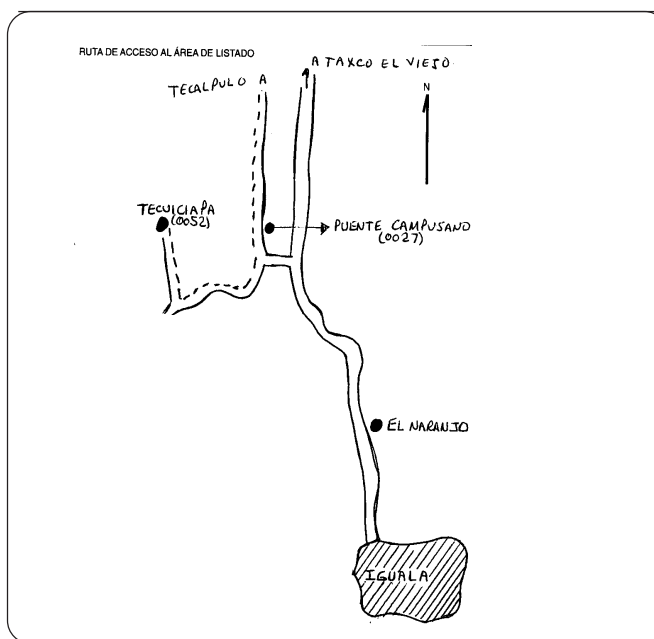 RUTA DE ACCESO AL ÁREA DE LISTADO
A TAXCO EL VIEJO
TECALPULO A
N
TECUICIAPA
(0052)
PUENTE CAMPUSANO
(0027)
EL NARANJO
IGUALA